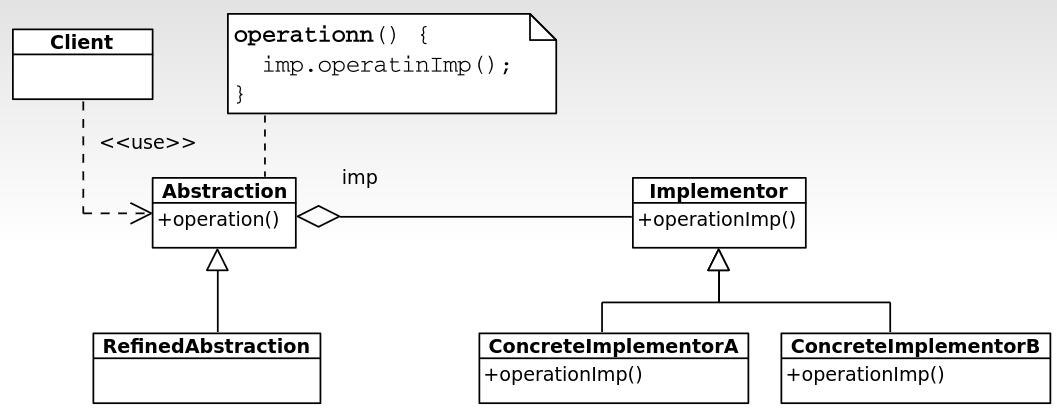 Client
operationn() {
imp.operatinImp();
}
<<use>>
imp
Abstraction
+operation()
Implementor
+operationImp()
RefinedAbstraction
ConcreteImplementorA
+operationImp()
ConcreteImplementorB
+operationImp()